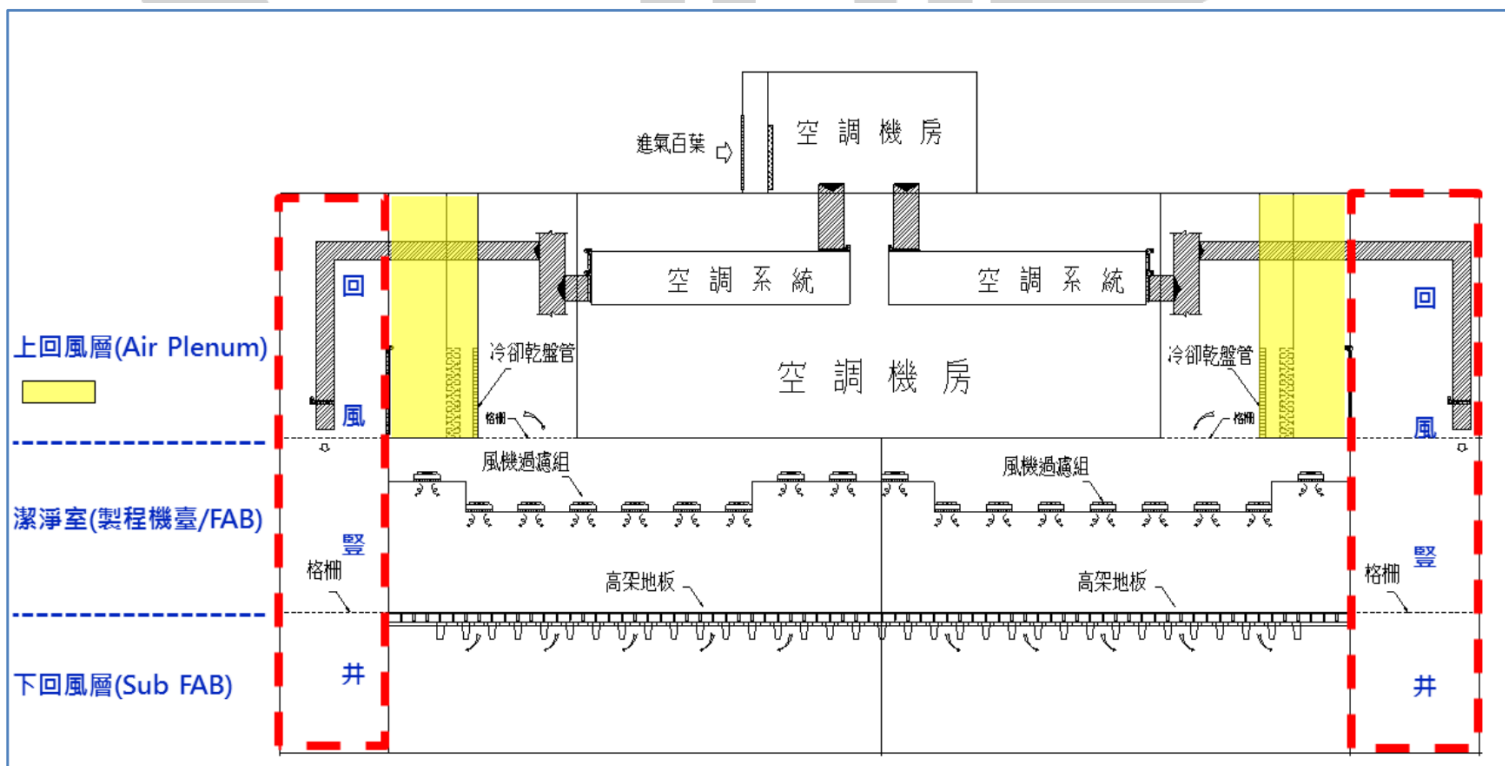 空調機房
進氣百葉
空調系統
空調系統
回
回
上回風層(Air Plenum)
冷卻乾盤管
冷卻乾盤管
空調機房
風
格柵
格柵
風
風機過濾組
風機過濾組
潔淨室(製程機臺/FAB)
豎
豎
格柵
高架地板
高架地板
格柵
下回風層(Sub FAB)
井
井